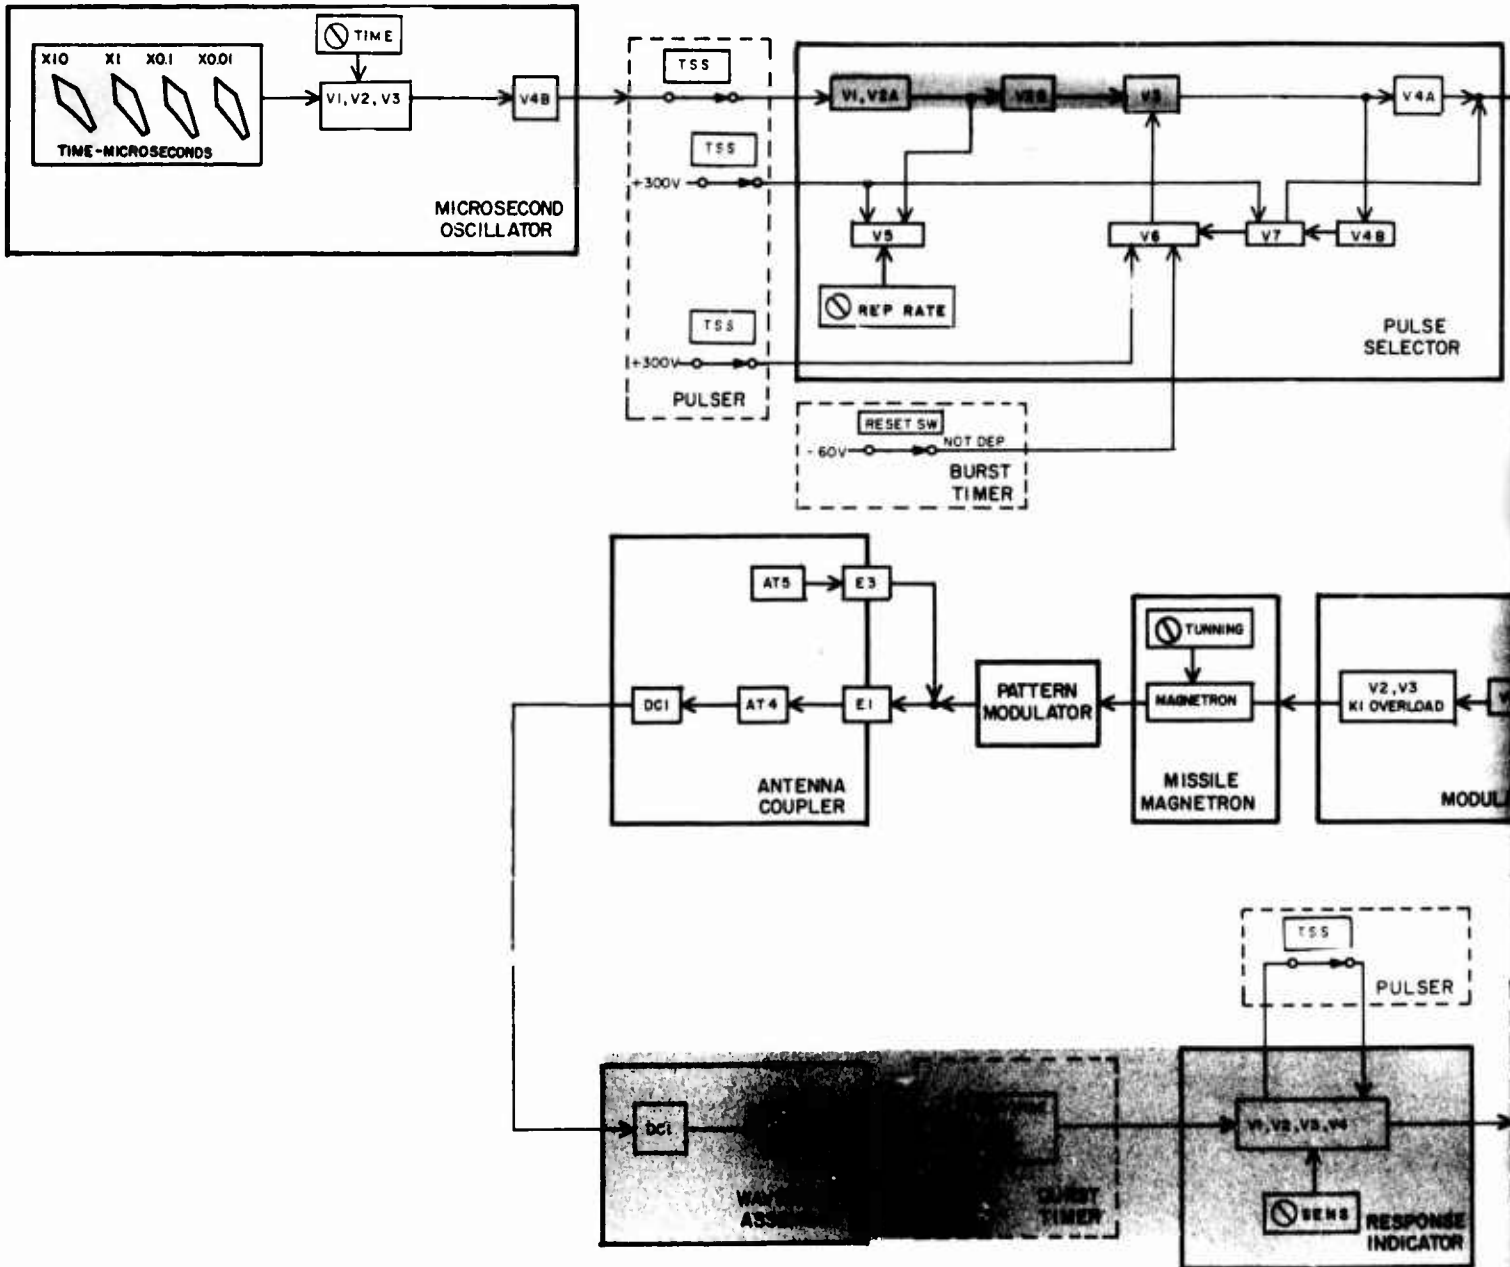 X10 X1 X0.1 X0.01
TIME-MICROSECONDS
TIME
V1, V2, V3
V4B
MICROSECOND
OSCILLATOR
TSS
TSS
+300V
TSS
+300V
PULSER
V1, V2A
V2B
V3
V4A
V5
V6
V7
V4B
REP RATE
PULSE
SELECTOR
RESET SW
-60V
NOT DEP
BURST
TIMER
AT5
E3
DC1
AT4
E1
ANTENNA
COUPLER
PATTERN
MODULATOR
TUNNING
MAGNETRON
MISSILE
MAGNETRON
V2, V3
K1 OVERLOAD
TSS
PULSER
DC1
TIMER
V1, V2, V3, V4
SENS
RESPONSE
INDICATOR